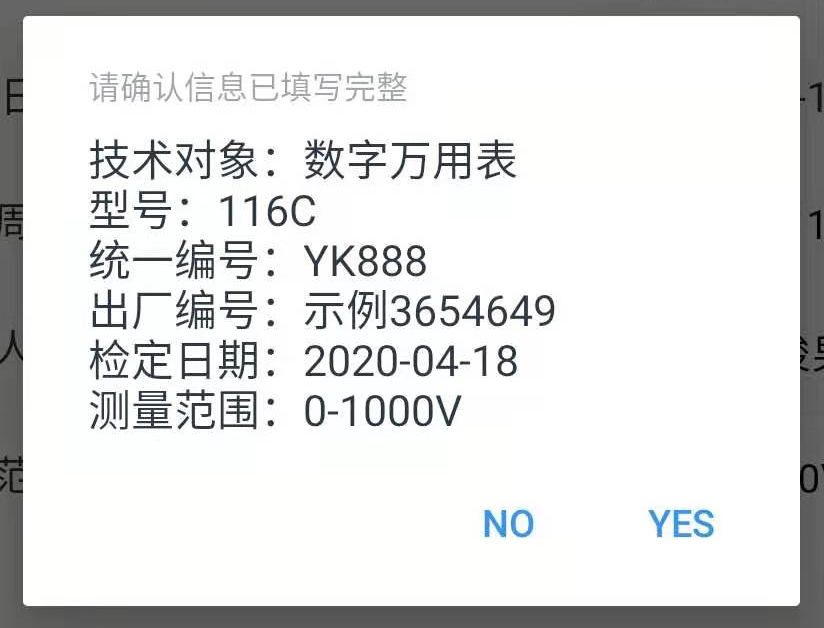 请确认信息已填写完整
技术对象：数字万用表
型号：116C
统一编号：YK888
出厂编号：示例3654649
检定日期：2020-04-18
测量范围：0-1000V
NO YES